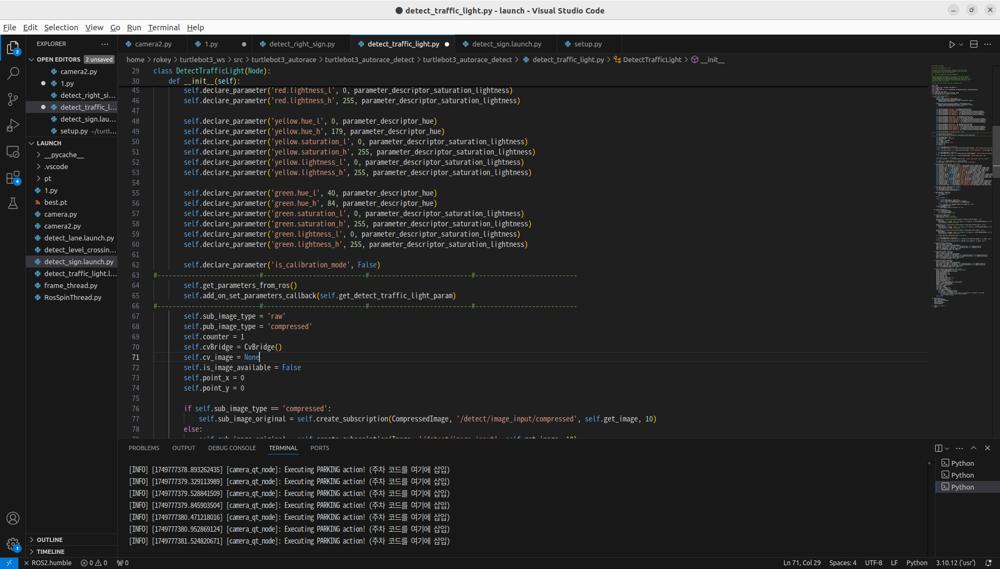 detect_traffic_light.py - launch - Visual Studio Code
File Edit Selection View Go Run Terminal Help
EXPLORER
camera2.py 1.py detect_right_sign.py detect_traffic_light.py detect_sign.launch.py setup.py
home > rokey > turtlebot3_ws > src > turtlebot3_autorace > turtlebot3_autorace_detect > turtlebot3_autorace_detect > detect_traffic_light.py > DetectTrafficLight > __init__
OPEN EDITORS 2 unsaved
camera2.py
1.py
detect_right_si...
detect_traffic_l...
detect_sign.lau...
setup.py ~/turtl...
LAUNCH
__pycache__
.vscode
pt
1.py
best.pt
camera.py
camera2.py
detect_lane.launch.py
detect_level_crossin...
detect_sign.launch.py
detect_traffic_light.l...
frame_thread.py
RosSpinThread.py
OUTLINE
TIMELINE
29 class DetectTrafficLight(Node):
30 def __init__(self):
45 self.declare_parameter('red.lightness_l', 0, parameter_descriptor_saturation_lightness)
46 self.declare_parameter('red.lightness_h', 255, parameter_descriptor_saturation_lightness)
47
48 self.declare_parameter('yellow.hue_l', 0, parameter_descriptor_hue)
49 self.declare_parameter('yellow.hue_h', 179, parameter_descriptor_hue)
50 self.declare_parameter('yellow.saturation_l', 0, parameter_descriptor_saturation_lightness)
51 self.declare_parameter('yellow.saturation_h', 255, parameter_descriptor_saturation_lightness)
52 self.declare_parameter('yellow.lightness_l', 0, parameter_descriptor_saturation_lightness)
53 self.declare_parameter('yellow.lightness_h', 255, parameter_descriptor_saturation_lightness)
54
55 self.declare_parameter('green.hue_l', 40, parameter_descriptor_hue)
56 self.declare_parameter('green.hue_h', 84, parameter_descriptor_hue)
57 self.declare_parameter('green.saturation_l', 0, parameter_descriptor_saturation_lightness)
58 self.declare_parameter('green.saturation_h', 255, parameter_descriptor_saturation_lightness)
59 self.declare_parameter('green.lightness_l', 0, parameter_descriptor_saturation_lightness)
60 self.declare_parameter('green.lightness_h', 255, parameter_descriptor_saturation_lightness)
61
62 self.declare_parameter('is_calibration_mode', False)
63 #---------------------------#---------------------------#---------------------------#---------------------------
64 self.get_parameters_from_ros()
65 self.add_on_set_parameters_callback(self.get_detect_traffic_light_param)
66 #---------------------------#---------------------------#---------------------------#---------------------------
67 self.sub_image_type = 'raw'
68 self.pub_image_type = 'compressed'
69 self.counter = 1
70 self.cvBridge = CvBridge()
71 self.cv_image = None
72 self.is_image_available = False
73 self.point_x = 0
74 self.point_y = 0
75
76 if self.sub_image_type == 'compressed':
77 self.sub_image_original = self.create_subscription(CompressedImage, '/detect/image_input/compressed', self.get_image, 10)
78 else:
79 self.sub_image_original = self.create_subscription(Image, '/detect/image_input', self.get_image, 10)
PROBLEMS OUTPUT DEBUG CONSOLE TERMINAL PORTS
[INFO] [1749777378.893262435] [camera_qt_node]: Executing PARKING action! (주차 코드를 여기에 삽입)
[INFO] [1749777379.329113989] [camera_qt_node]: Executing PARKING action! (주차 코드를 여기에 삽입)
[INFO] [1749777379.528841509] [camera_qt_node]: Executing PARKING action! (주차 코드를 여기에 삽입)
[INFO] [1749777379.845903504] [camera_qt_node]: Executing PARKING action! (주차 코드를 여기에 삽입)
[INFO] [1749777380.471218016] [camera_qt_node]: Executing PARKING action! (주차 코드를 여기에 삽입)
[INFO] [1749777380.952869124] [camera_qt_node]: Executing PARKING action! (주차 코드를 여기에 삽입)
[INFO] [1749777381.524820671] [camera_qt_node]: Executing PARKING action! (주차 코드를 여기에 삽입)
Python
Python
Python
2
4
1
ROS2.humble 0 0 0 Ln 71, Col 29 Spaces: 4 UTF-8 LF Python 3.10.12 ('usr')